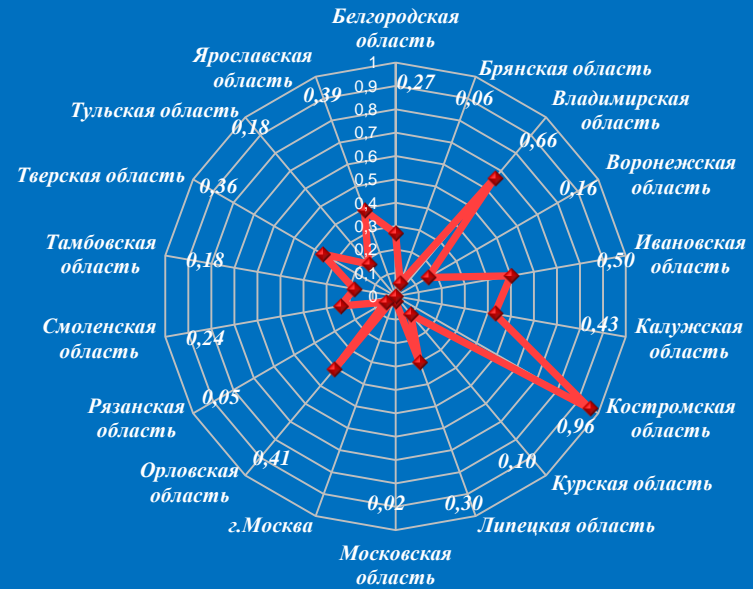 Белгородская
область
Ярославская
область
Брянская область
Тульская область
Владимирская
область
Тверская область
Воронежская
область
Тамбовская
область
Ивановская
область
Смоленская
область
Калужская
область
Рязанская
область
Костромская
область
Орловская
область
Курская область
г.Москва
Липецкая область
Московская
область
1
0,9
0,8
0,7
0,6
0,5
0,4
0,3
0,2
0,1
0
0,27
0,06
0,66
0,16
0,50
0,43
0,96
0,10
0,30
0,02
0,41
0,05
0,24
0,18
0,36
0,18
0,39